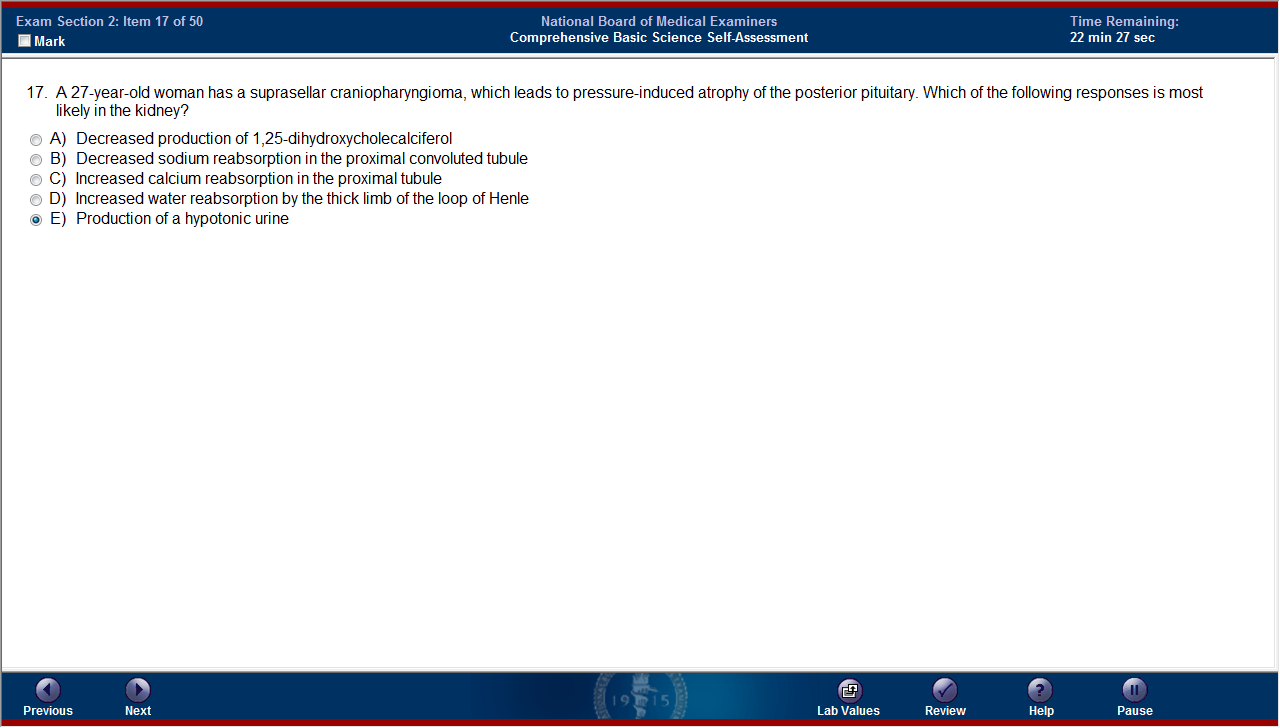 Exam Section 2: Item 17 of 50
National Board of Medical Examiners
Time Remaining:
Mark
Comprehensive Basic Science Self-Assessment
22 min 27 sec
17. A 27-year-old woman has a suprasellar craniopharyngioma, which leads to pressure-induced atrophy of the posterior pituitary. Which of the following responses is most
likely in the kidney?
A) Decreased production of 1,25-dihydroxycholecalciferol
B) Decreased sodium reabsorption in the proximal convoluted tubule
C) Increased calcium reabsorption in the proximal tubule
D) Increased water reabsorption by the thick limb of the loop of Henle
E) Production of a hypotonic urine
1915
Previous
Next
Lab Values
Review
Help
Pause